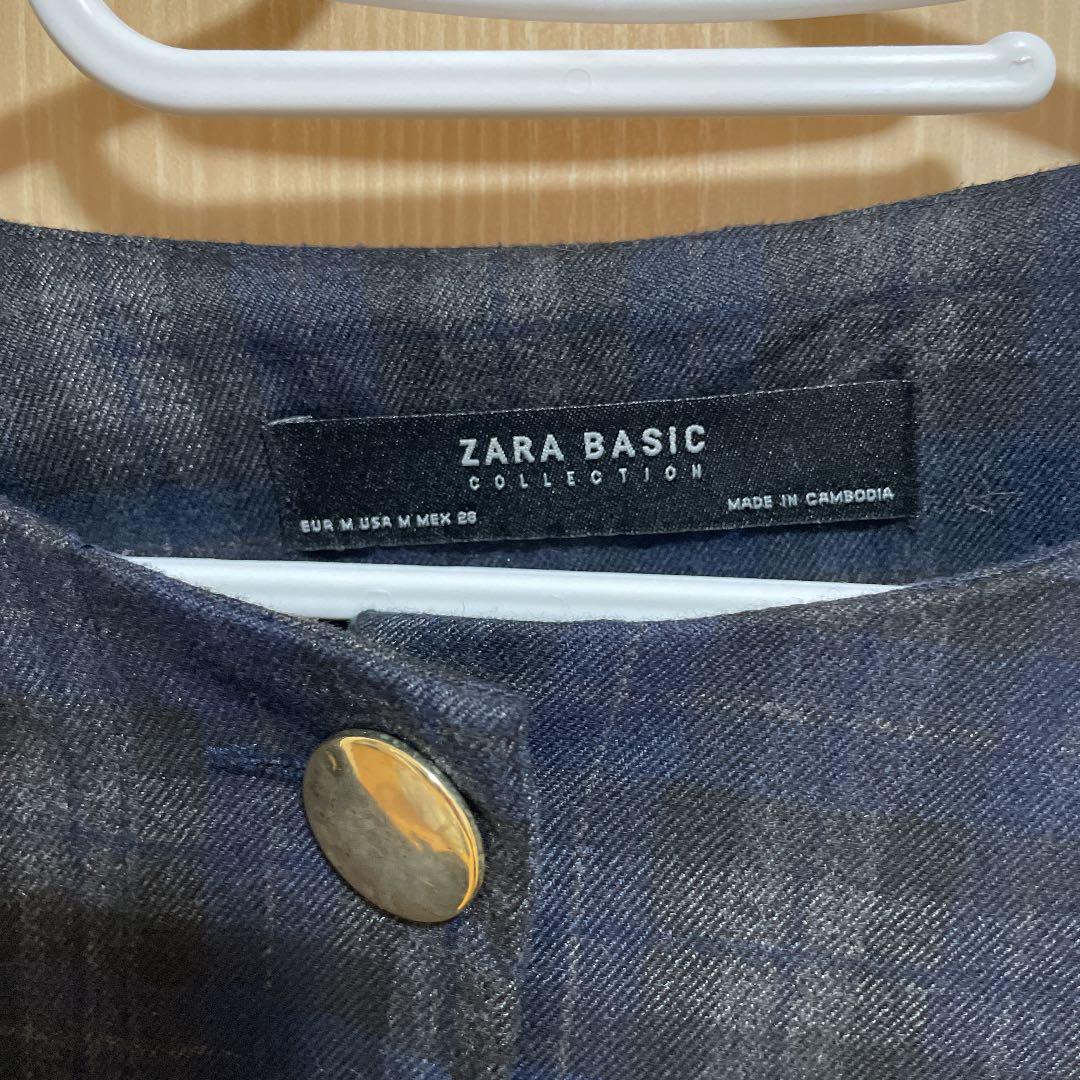 ZARA BASIC
COLLECTION
EUR M USA M MEX 28
MADE IN CAMBODIA